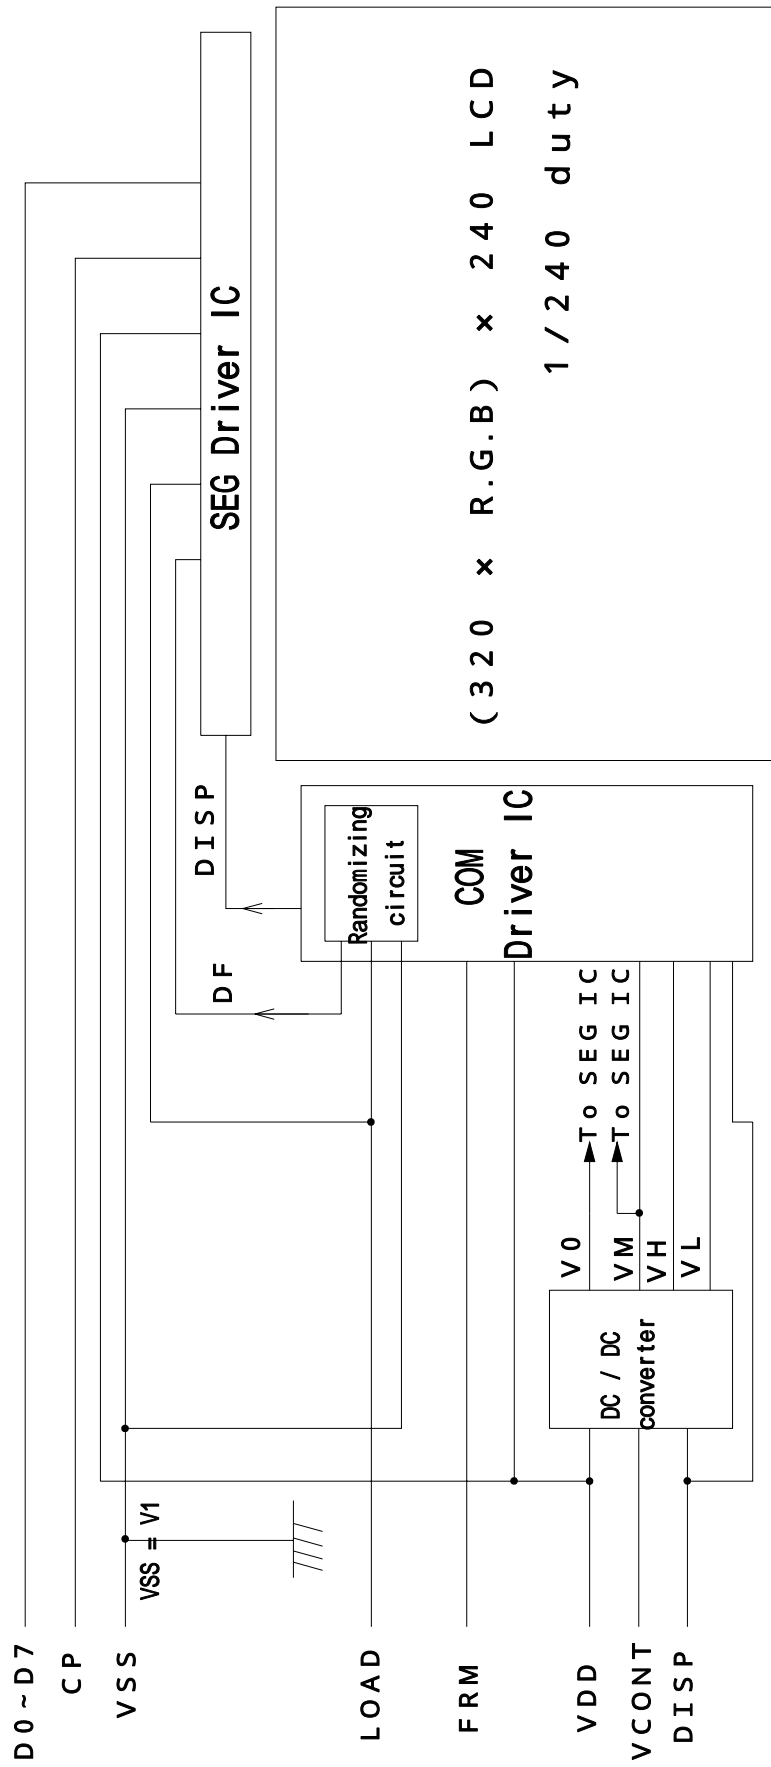 (320 × R.G.B) × 240 LCD
1/240 duty
SEG Driver IC
DISP
DF
Randomizing
circuit
COM
Driver IC
To SEG IC
To SEG IC
V0
VM
VH
VL
DC / DC
converter
VSS = V1
D0~D7
CP
VSS
LOAD
FRM
VDD
VCONT
DISP